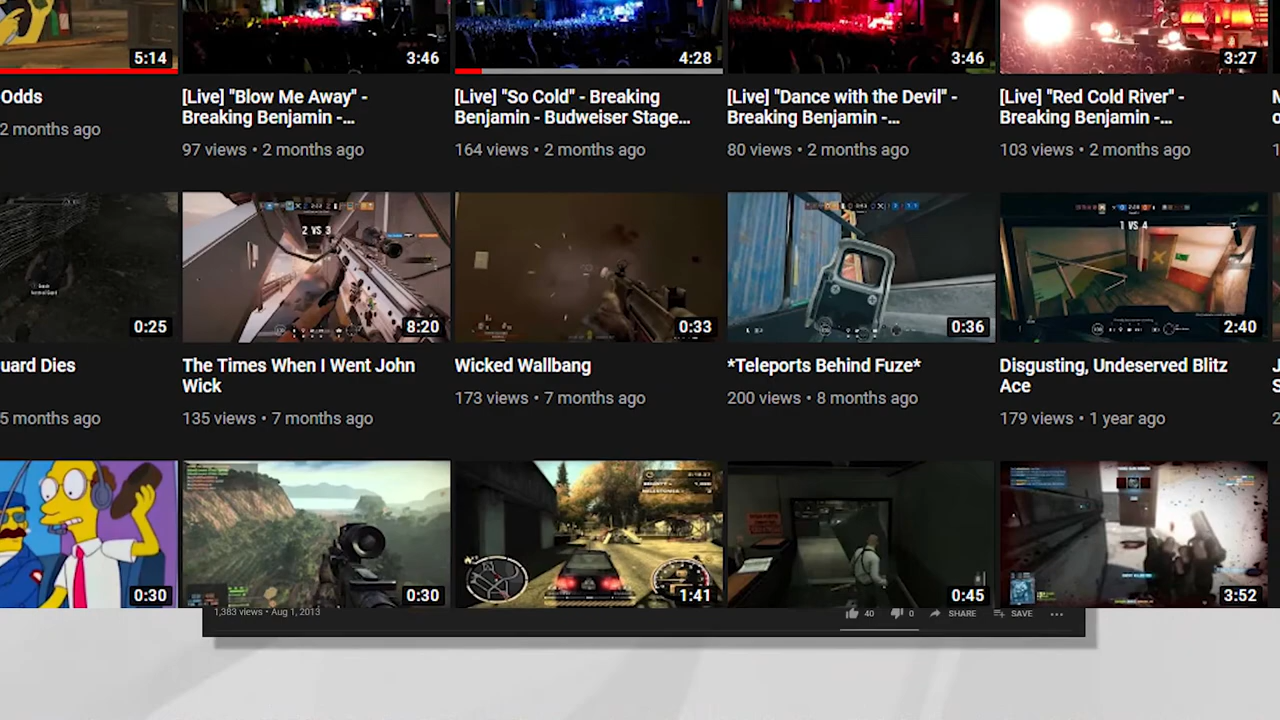 5:14
3:46
4:28
3:46
3:27
Odds
[Live] "Blow Me Away" -
Breaking Benjamin -...
[Live] "So Cold" - Breaking
Benjamin - Budweiser Stage...
[Live] "Dance with the Devil" -
Breaking Benjamin -...
[Live] "Red Cold River" -
Breaking Benjamin -...
2 months ago
97 views • 2 months ago
164 views • 2 months ago
80 views • 2 months ago
103 views • 2 months ago
2 VS 3
1 VS 4
0:25
8:20
0:33
0:36
2:40
uard Dies
The Times When I Went John
Wick
Wicked Wallbang
*Teleports Behind Fuze*
Disgusting, Undeserved Blitz
Ace
5 months ago
135 views • 7 months ago
173 views • 7 months ago
200 views • 8 months ago
179 views • 1 year ago
0:30
0:30
1:41
0:45
3:52
1,383 views • Aug 1, 2013
40
0
SHARE
SAVE